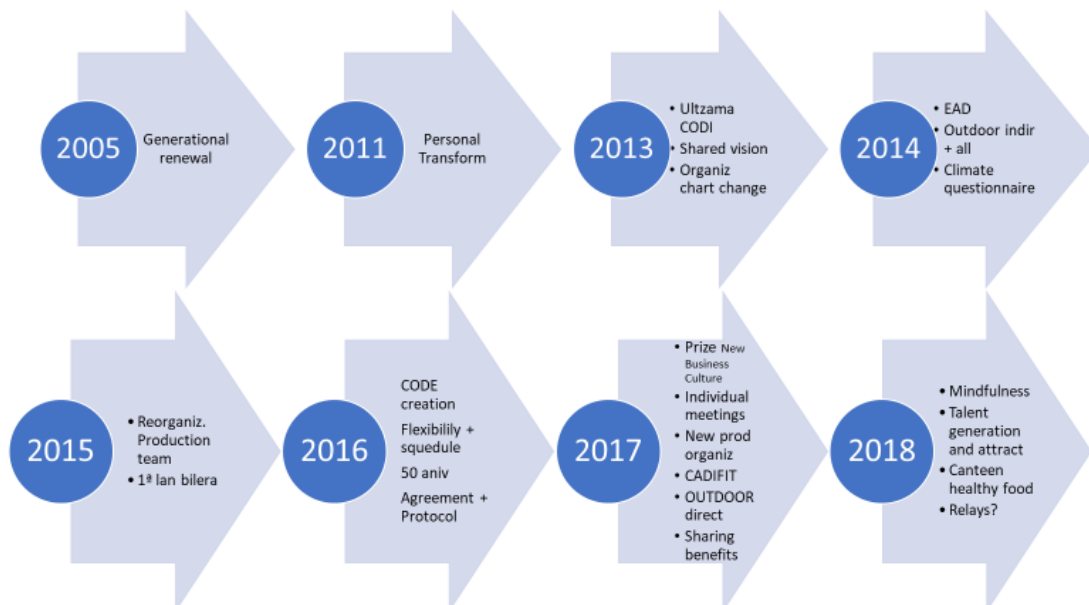 2005
Generational
renewal
2011
Personal
Transform
2013
• Ultzama
CODI
• Shared vision
• Organiz
chart change
2014
• EAD
• Outdoor indir
+ all
• Climate
questionnaire
2015
• Reorganiz.
Production
team
• 1ª lan bilera
2016
CODE
creation
Flexibilily +
squedule
50 aniv
Agreement +
Protocol
2017
• Prize New
Business
Culture
• Individual
meetings
• New prod
organiz
• CADIFIT
• OUTDOOR
direct
• Sharing
benefits
2018
• Mindfulness
• Talent
generation
and attract
• Canteen
healthy food
• Relays?